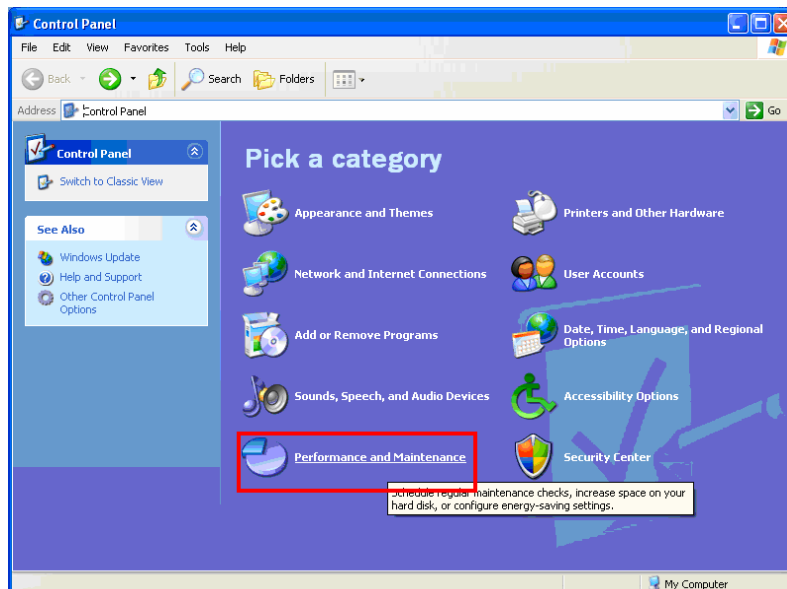 Control Panel
File Edit View Favorites Tools Help
Back Search Folders
Address Control Panel Go
Control Panel
Switch to Classic View
See Also
Windows Update
Help and Support
Other Control Panel
Options
Pick a category
Appearance and Themes
Printers and Other Hardware
Network and Internet Connections
User Accounts
Add or Remove Programs
Date, Time, Language, and Regional
Options
Sounds, Speech, and Audio Devices
Accessibility Options
Performance and Maintenance
Security Center
Schedule regular maintenance checks, increase space on your
hard disk, or configure energy-saving settings.
My Computer